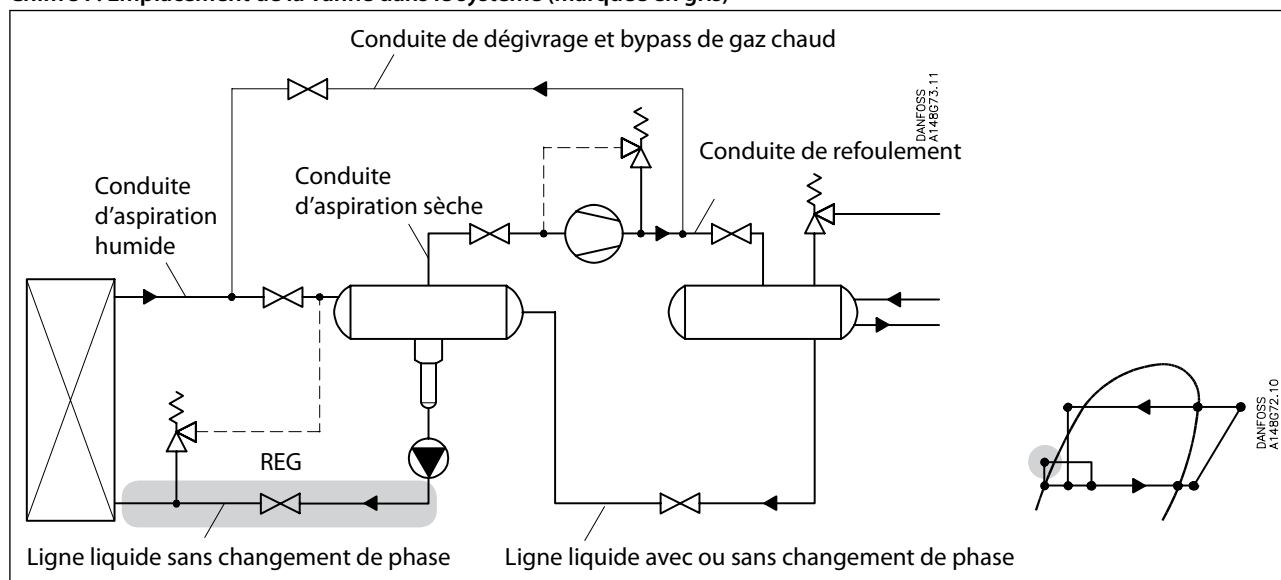 Conduite de dégivrage et bypass de gaz chaud
DANFOSS
A148G73.11
Conduite de refoulement
Conduite
d'aspiration
humide
Conduite
d'aspiration sèche
REG
DANFOSS
A148G72.10
Ligne liquide sans changement de phase
Ligne liquide avec ou sans changement de phase